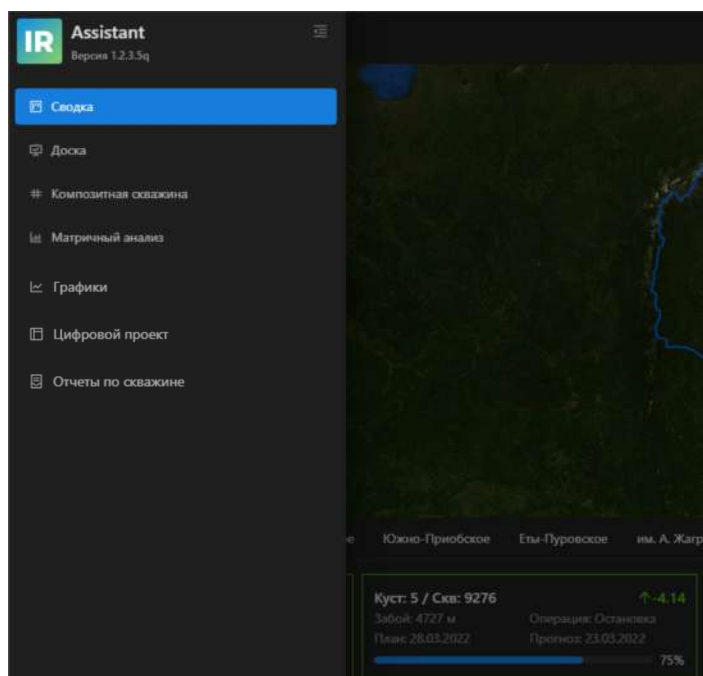 IR Assistant
Версия 1.2.3.5q
Сводка
Доска
Композитная скважина
Матричный анализ
Графики
Цифровой проект
Отчеты по скважине
Южно-Приобское Еты-Пуровское им. А. Жагр
Куст: 5 / Скв: 9276 -4.14
Забой: 4727 м Операция: Остановка
План: 28.03.2022 Прогноз: 23.03.2022
75%